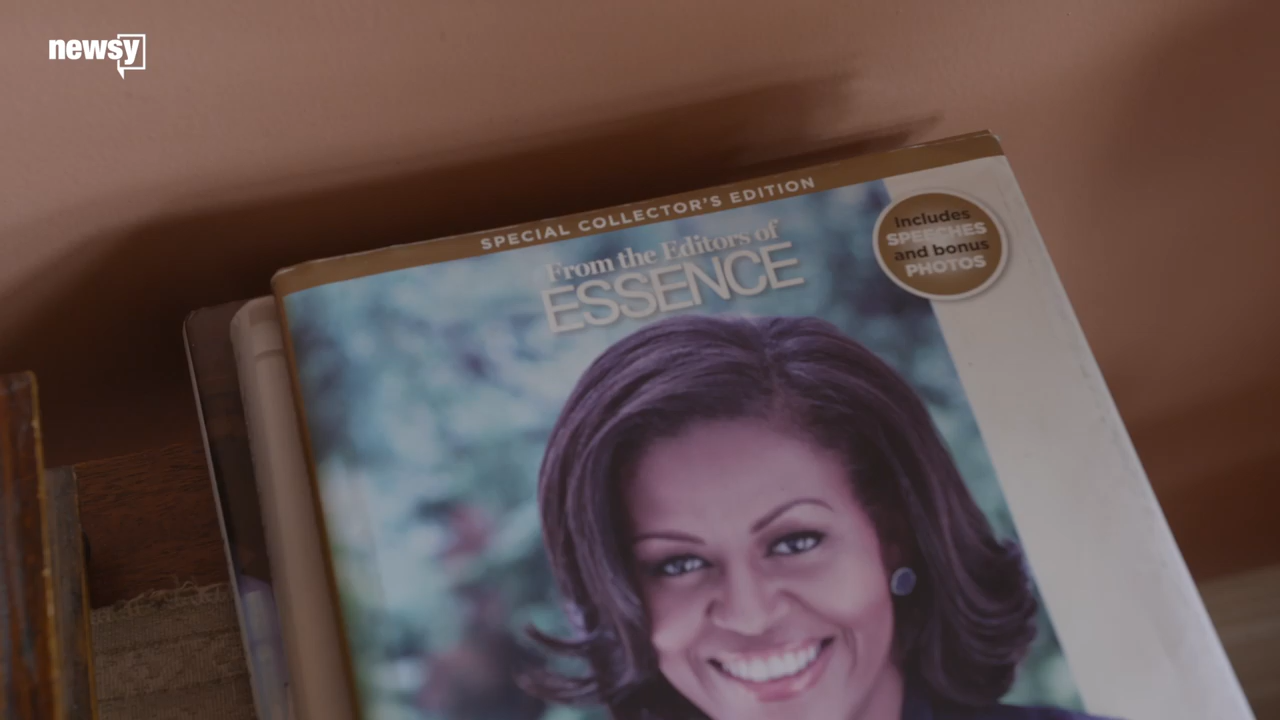 newsy
SPECIAL COLLECTOR'S EDITION
From the Editors of
ESSENCE
Includes
SPEECHES
and bonus
PHOTOS